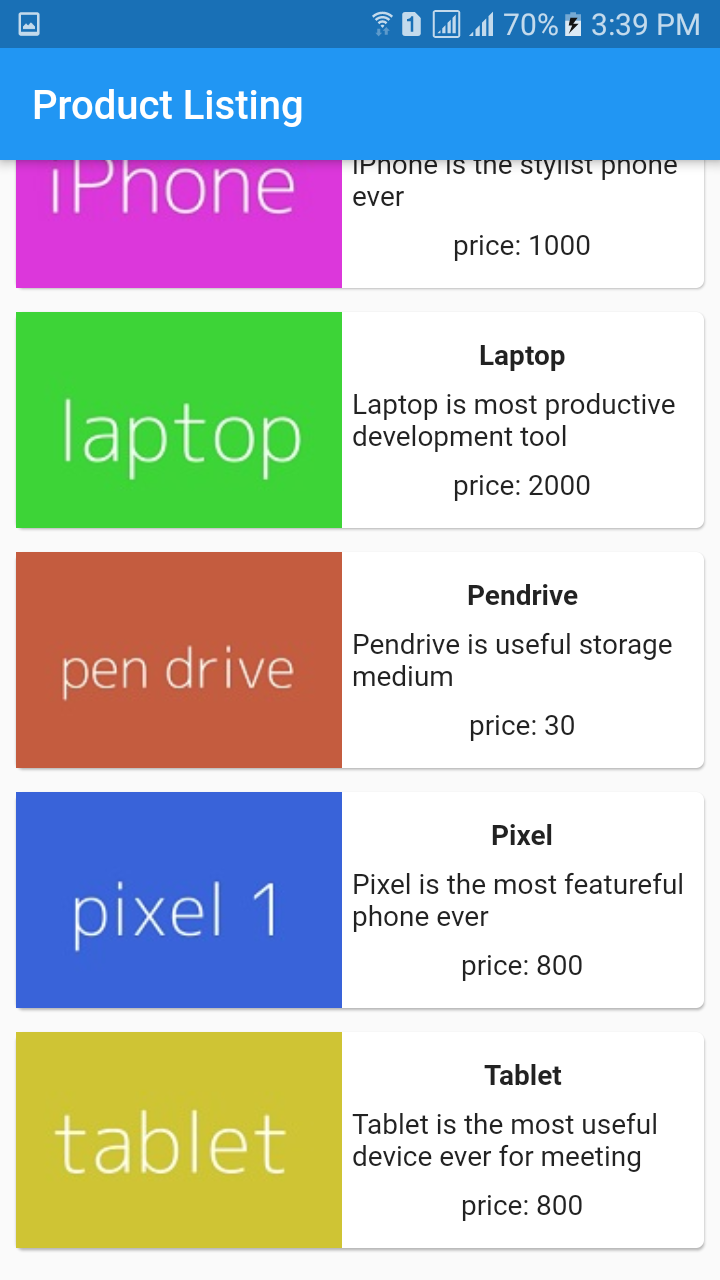 1 70% 3:39 PM
Product Listing
iPhone
iPhone is the stylist phone
ever
price: 1000
laptop
Laptop
Laptop is most productive
development tool
price: 2000
pen drive
Pendrive
Pendrive is useful storage
medium
price: 30
pixel 1
Pixel
Pixel is the most featureful
phone ever
price: 800
tablet
Tablet
Tablet is the most useful
device ever for meeting
price: 800